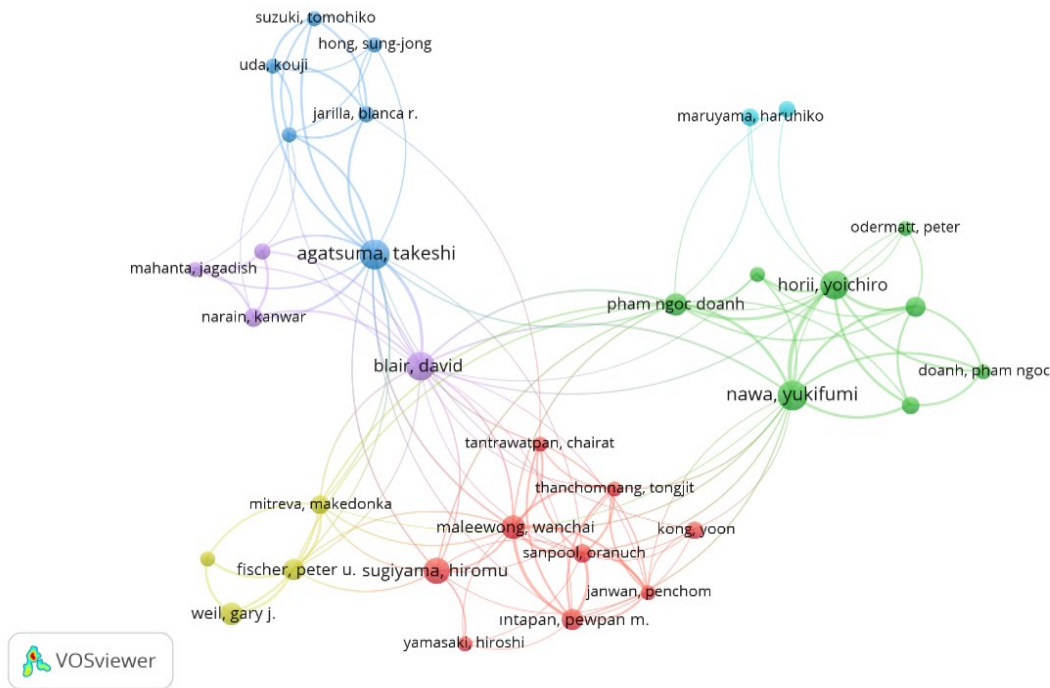 suzuki, tomohiko
hong, sung-jong
uda, kouji
jarilla, blanca r.
maruyama, haruhiko
odermatt, peter
agatsuma, takeshi
mahanta, jagadish
horii, yoichiro
pham ngoc doanh
narain, kanwar
blair, david
doanh, pham ngoc
nawa, yukifumi
tantrawatpan, chairat
thanchomnang, tongjit
mitreva, makedonka
maleewong, wanchai
kong, yoon
sanpool, oranuch
fischer, peter u.
sugiyama, hiromu
janwan, penchom
weil, gary j.
intapan, pewpan m.
yamasaki, hiroshi
VOSviewer